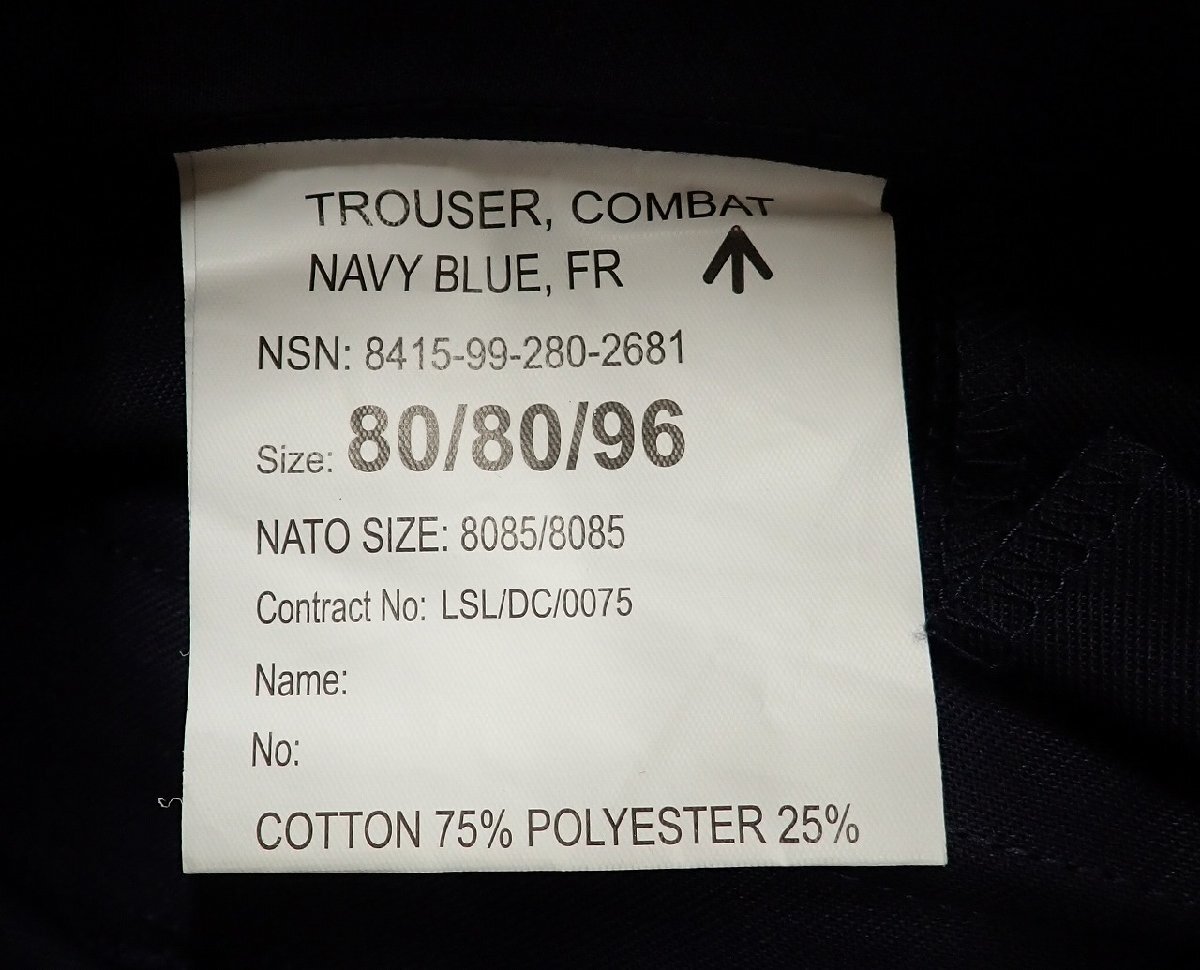 TROUSER, COMBAT
NAVY BLUE, FR
NSN: 8415-99-280-2681
Size: 80/80/96
NATO SIZE: 8085/8085
Contract No: LSL/DC/0075
Name:
No:
COTTON 75% POLYESTER 25%